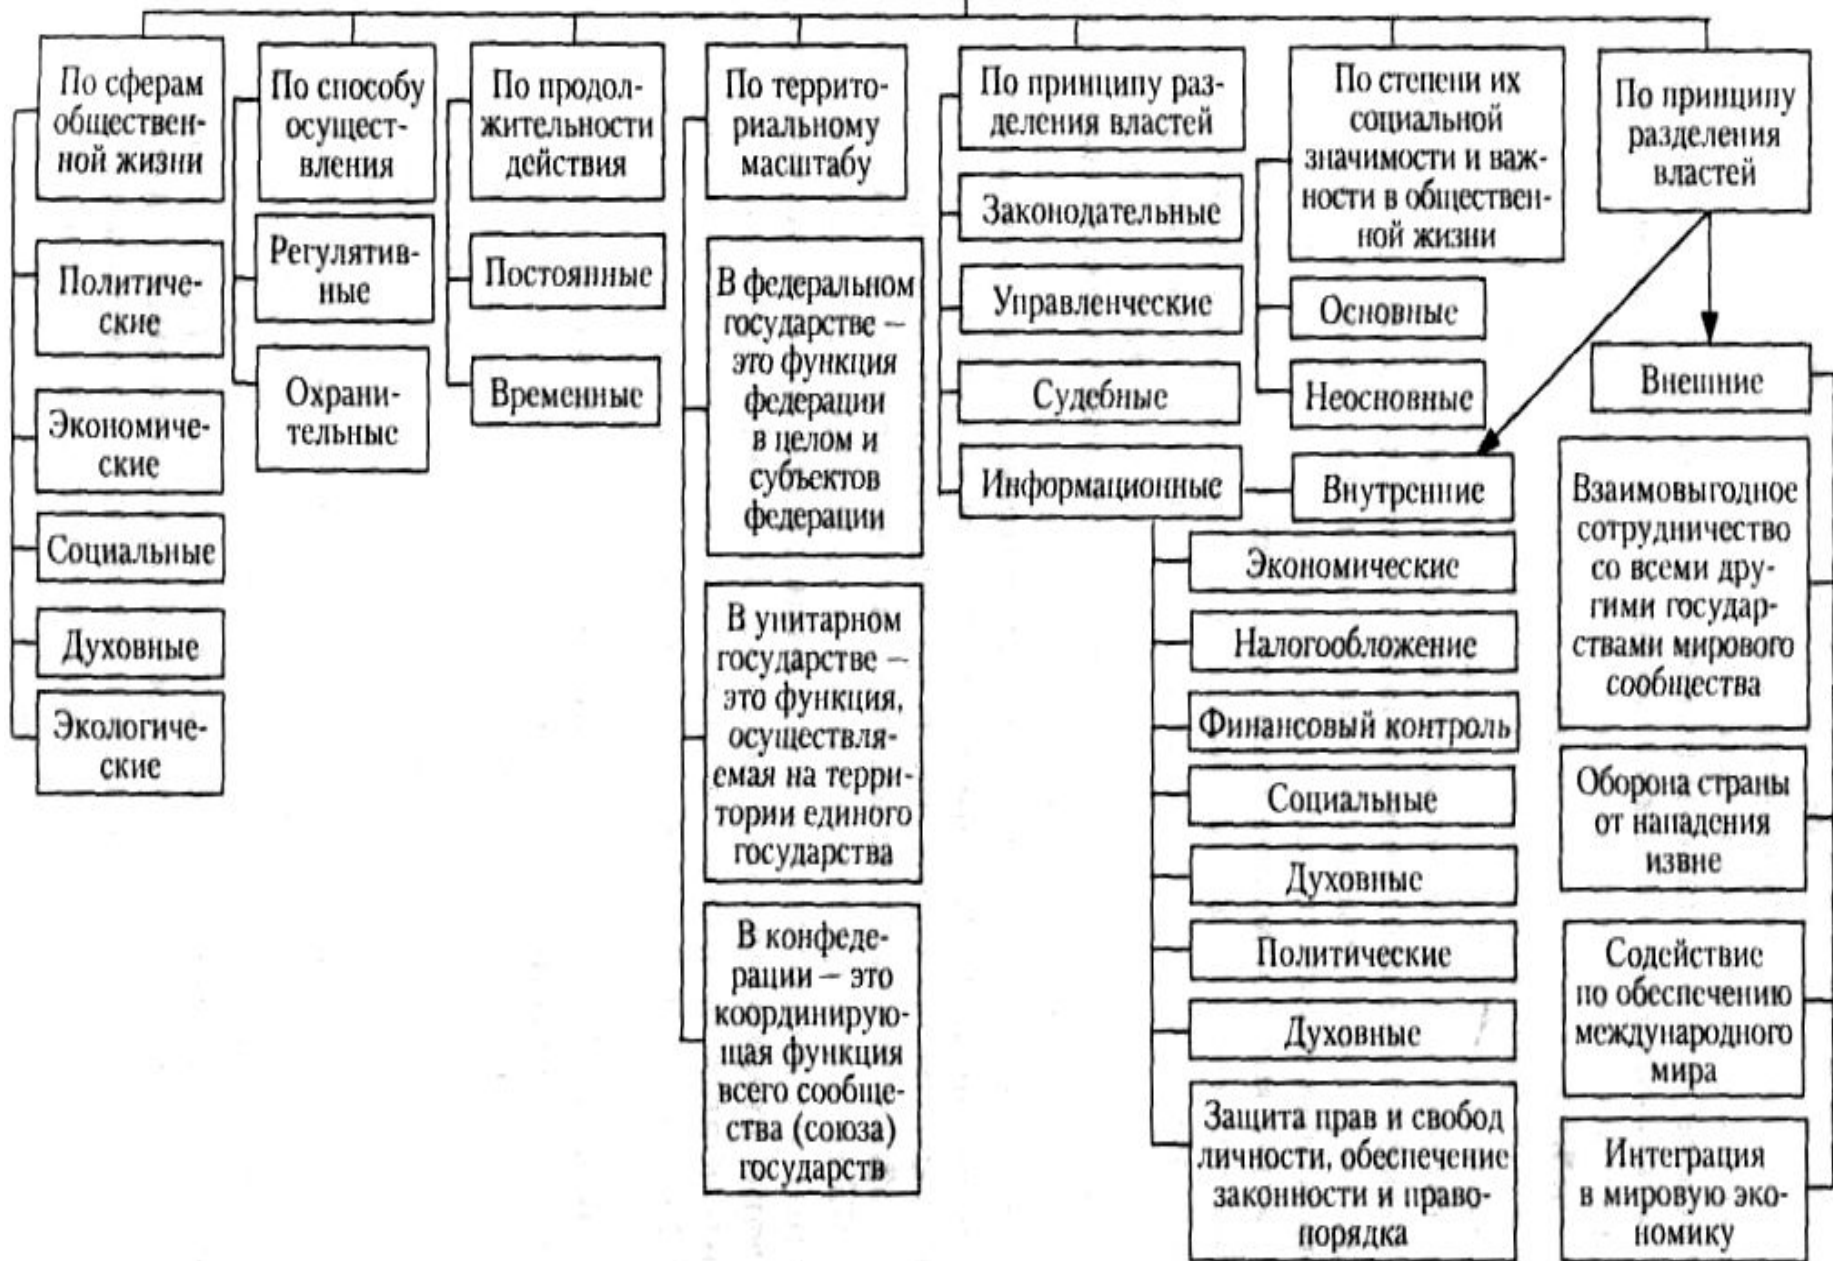 По сферам
обществен-
ной жизни
Политиче-
ские
Экономиче-
ские
Социальные
Духовные
Экологиче-
ские
По способу
осущест-
вления
Регулятив-
ные
Охрани-
тельные
По продол-
жительности
действия
Постоянные
Временные
По террито-
риальному
масштабу
В федеральном
государстве —
это функция
федерации
в целом и
субъектов
федерации
В унитарном
государстве —
это функция,
осуществля-
емая на терри-
тории единого
государства
В конфеде-
рации — это
координирую-
щая функция
всего сообще-
ства (союза)
государств
По принципу раз-
деления властей
Законодательные
Управленческие
Судебные
Информационные
По степени их
социальной
значимости и важ-
ности в обществен-
ной жизни
Основные
Неосновные
По принципу
разделения
властей
Внутренние
Экономические
Налогообложение
Финансовый контроль
Социальные
Духовные
Политические
Духовные
Защита прав и свобод
личности, обеспечение
законности и право-
порядка
Внешние
Взаимовыгодное
сотрудничество
со всеми дру-
гими государ-
ствами мирового
сообщества
Оборона страны
от нападения
извне
Содействие
по обеспечению
международного
мира
Интеграция
в мировую эко-
номику